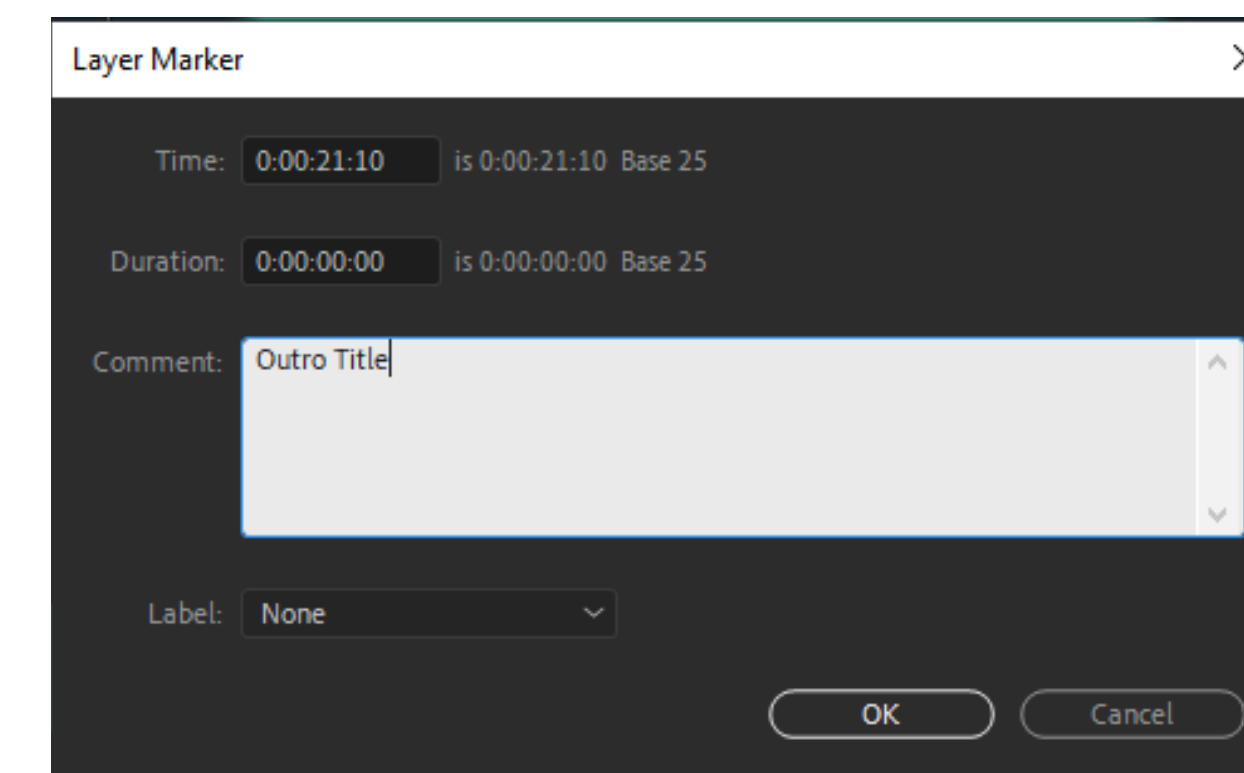 Layer Marker
Time: 0:00:21:10 is 0:00:21:10 Base 25
Duration: 0:00:00:00 is 0:00:00:00 Base 25
Comment: Outro Title
Label: None
OK Cancel